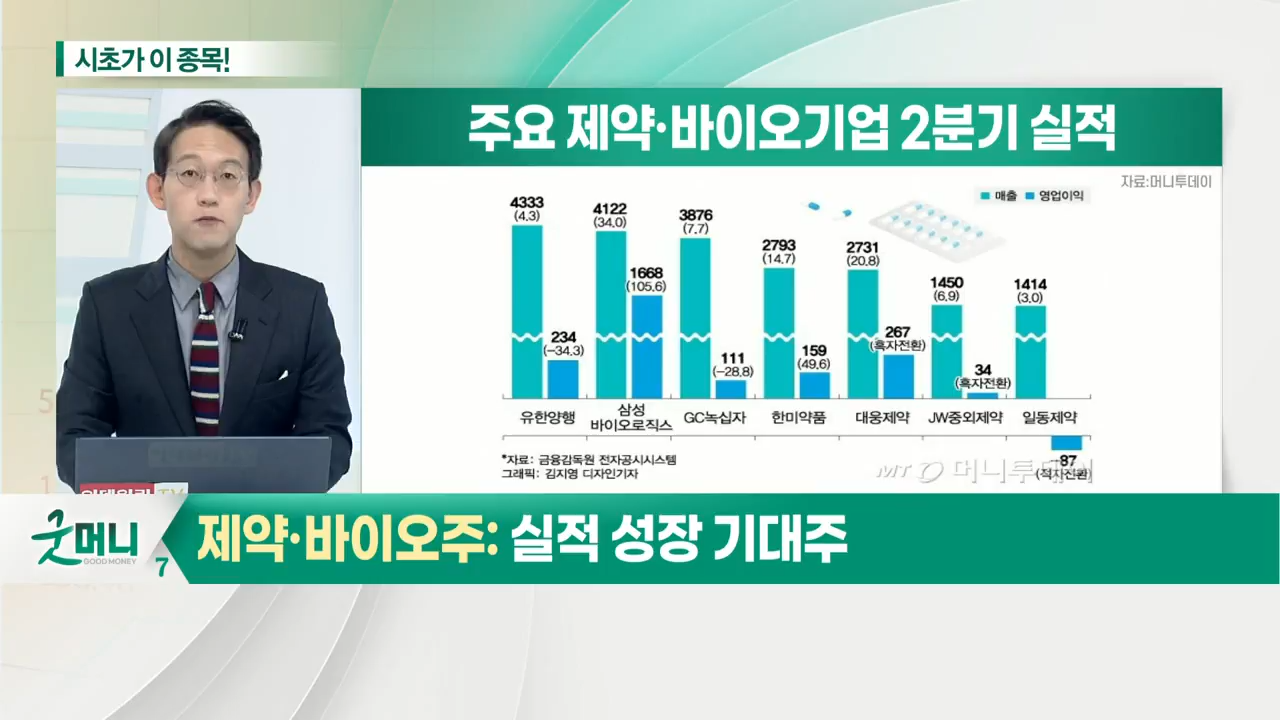 시초가 이 종목!
주요 제약·바이오기업 2분기 실적
자료:머니투데이
매출 영업이익
4333
(4.3)
234
(-34.3)
유한양행
4122
(34.0)
1668
(105.6)
삼성
바이오로직스
3876
(7.7)
111
(-28.8)
GC녹십자
2793
(14.7)
159
(49.6)
한미약품
2731
(20.8)
267
(흑자전환)
대웅제약
1450
(6.9)
34
(흑자전환)
JW중외제약
1414
(3.0)
일동제약
-87
(적자전환)
*자료: 금융감독원 전자공시시스템
그래픽: 김지영 디자인기자
MT 머니투데이
굿머니
GOOD MONEY
7
제약·바이오주: 실적 성장 기대주